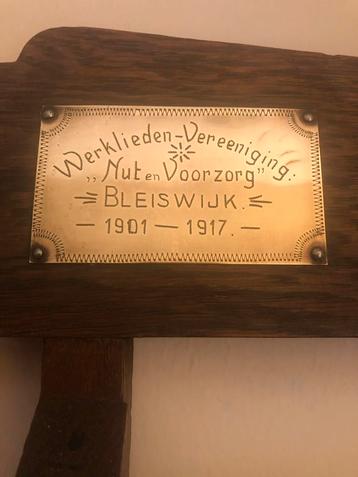 Werklieden-Vereeniging:
„Nut en Voorzorg"
BLEISWIJK.
— 1901 — 1917. —